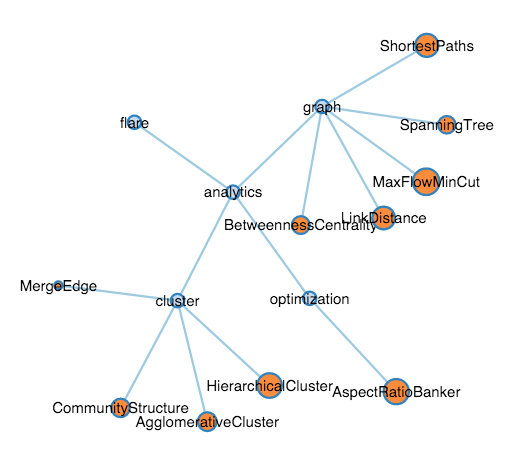 ShortestPaths
graph
flare
SpanningTree
MaxFlowMinCut
analytics
LinkDistance
BetweennessCentrality
MergeEdge
cluster
optimization
HierarchicalCluster
AspectRatioBanker
CommunityStructure
AgglomerativeCluster